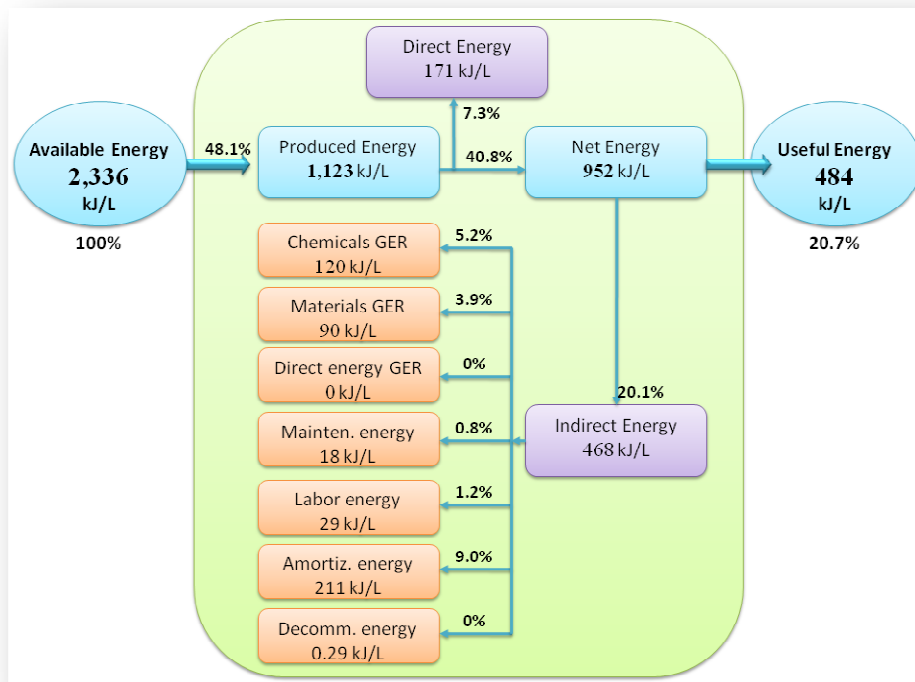 Direct Energy
171 kJ/L
7.3%
Available Energy
2,336
kJ/L
100%
48.1%
Produced Energy
1,123 kJ/L
40.8%
Net Energy
952 kJ/L
Useful Energy
484
kJ/L
20.7%
Chemicals GER
120 kJ/L
5.2%
Materials GER
90 kJ/L
3.9%
Direct energy GER
0 kJ/L
0%
20.1%
Indirect Energy
468 kJ/L
Mainten. energy
18 kJ/L
0.8%
Labor energy
29 kJ/L
1.2%
Amortiz. energy
211 kJ/L
9.0%
Decomm. energy
0.29 kJ/L
0%